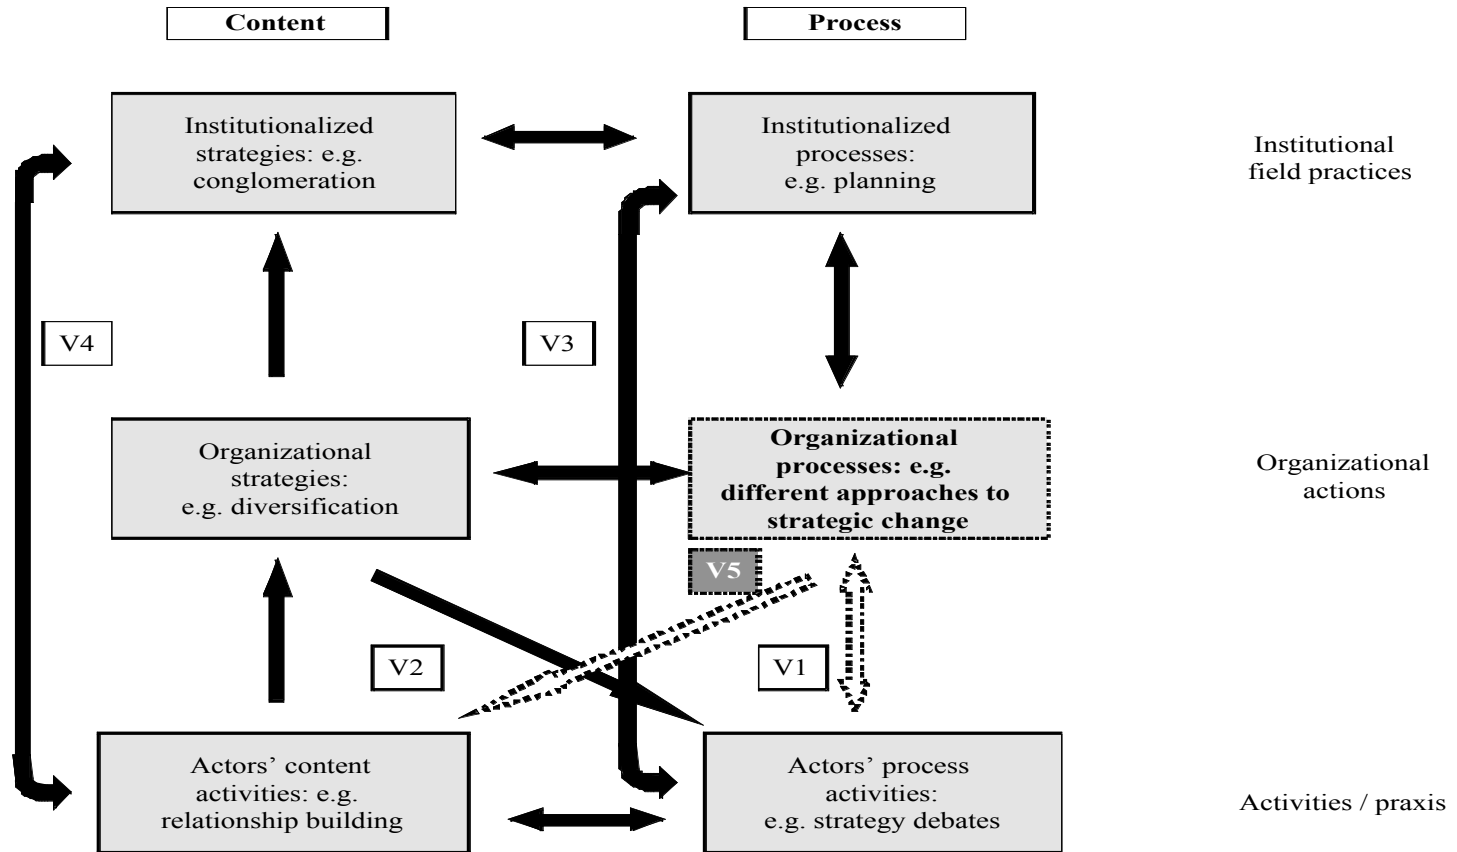 Content
Process
Institutionalized
strategies: e.g.
conglomeration
Institutionalized
processes:
e.g. planning
Institutional
field practices
V4
V3
Organizational
strategies:
e.g. diversification
Organizational
processes: e.g.
different approaches to
strategic change
Organizational
actions
V5
V2
V1
Actors’ content
activities: e.g.
relationship building
Actors’ process
activities:
e.g. strategy debates
Activities / praxis